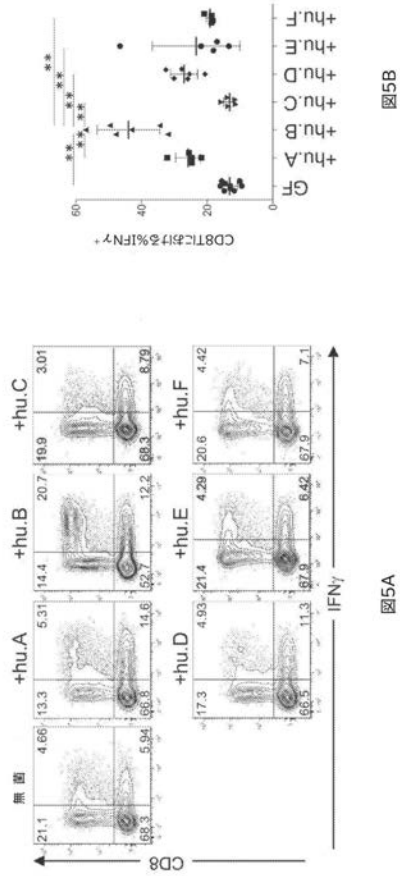 無菌
+hu.A
+hu.B
+hu.C
21.1 4.66
13.3 5.31
14.4 20.7
19.9 3.01
68.3 5.94
66.8 14.6
52.7 12.2
68.3 8.79
+hu.D
+hu.E
+hu.F
17.3 4.93
21.4 4.29
20.6 4.42
66.5 11.3
67.9 6.42
67.9 7.1
CD8
IFNγ
図5A
CD8Tにおける%IFNγ⁺
60
40
20
0
**
**
**
**
**
**
GF
+hu.A
+hu.B
+hu.C
+hu.D
+hu.E
+hu.F
図5B